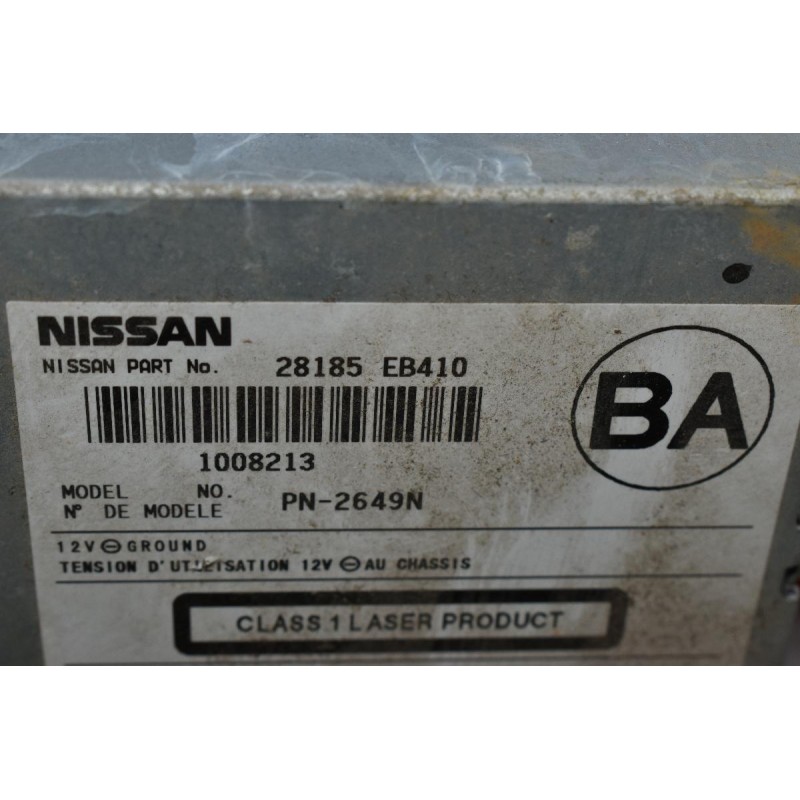 NISSAN
NISSAN PART No. 28185 EB410
BA
1008213
MODEL NO.
Nº DE MODELE PN-2649N
12V ⊖ GROUND
TENSION D'UTILISATION 12V ⊖ AU CHASSIS
CLASS 1 LASER PRODUCT